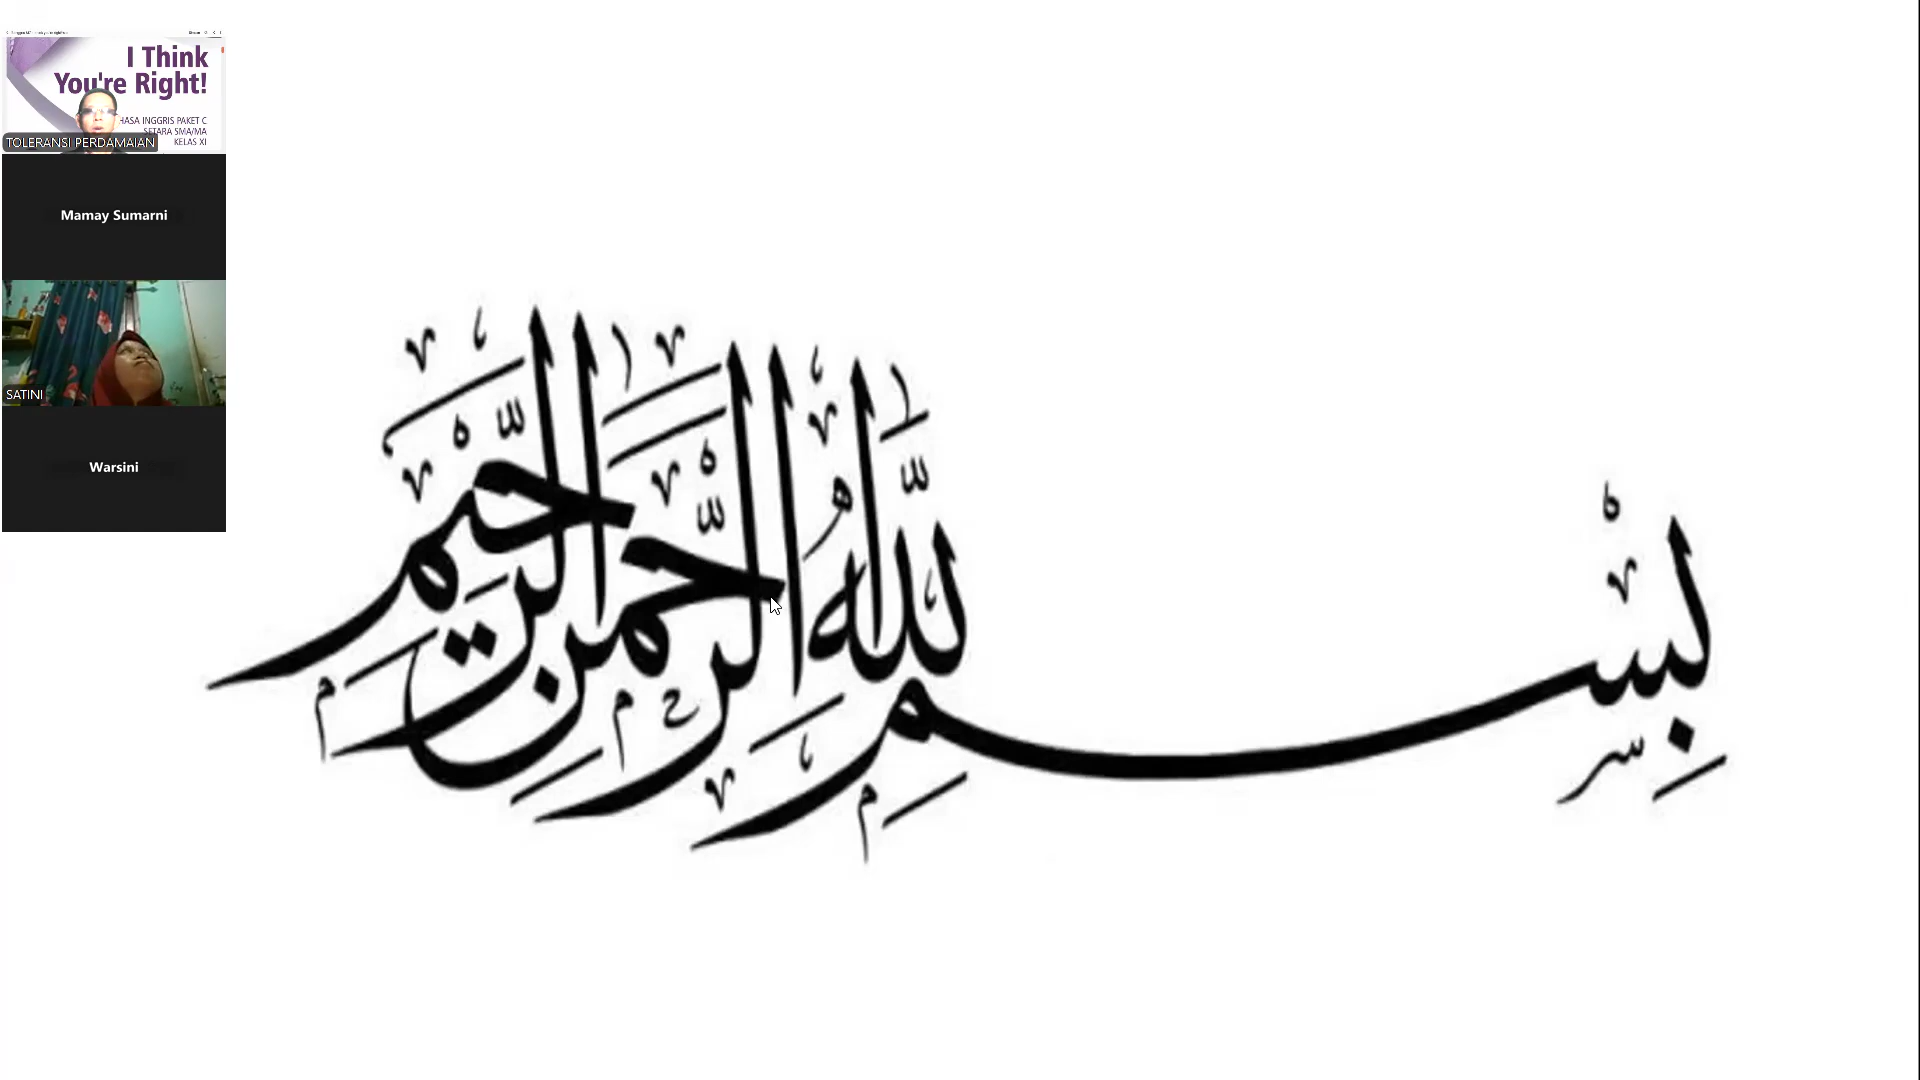 I Think
You're Right!
HASA INGGRIS PAKET C
SETARA SMA/MA
KELAS XI
TOLERANSI PERDAMAIAN
Mamay Sumarni
SATINI
Warsini
بِسْمِ اللَّهِ الرَّحْمَٰنِ الرَّحِيمِ